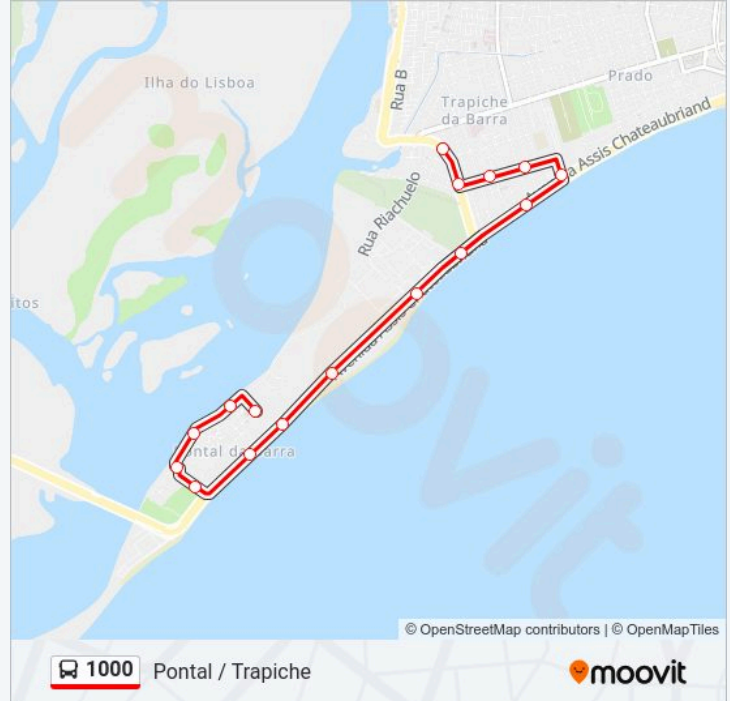 Ilha do Lisboa
Rua B
Prado
Trapiche
da Barra
Assis Chateaubriand
Rua Riachuelo
itos
ontal da Barra
© OpenStreetMap contributors | © OpenMapTiles
1000 Pontal / Trapiche
moovit